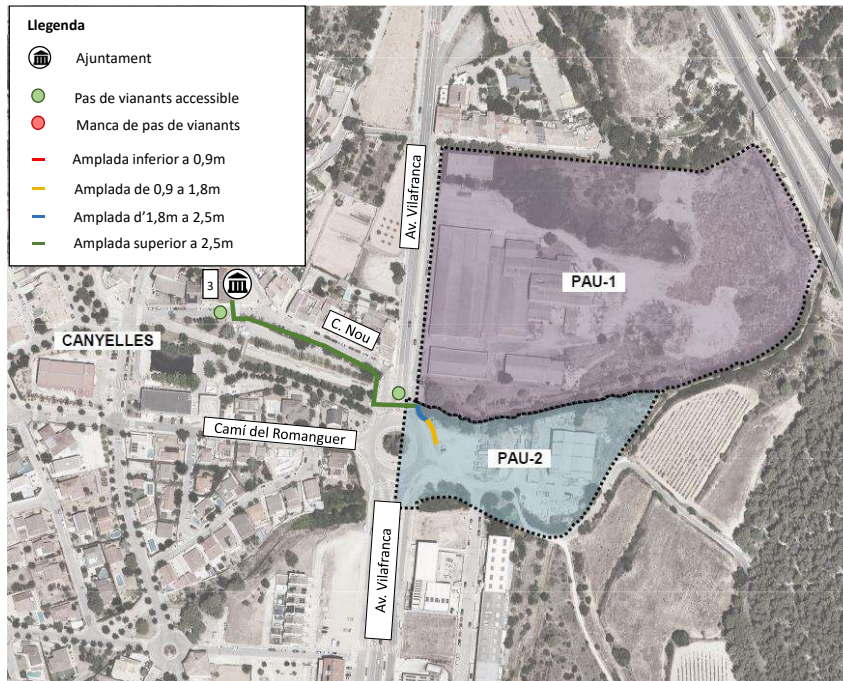 Llegenda
Ajuntament
Pas de vianants accessible
Manca de pas de vianants
Amplada inferior a 0,9m
Amplada de 0,9 a 1,8m
Amplada d'1,8m a 2,5m
Amplada superior a 2,5m
Av. Vilafranca
3
PAU-1
C. Nou
CANYELLES
Camí del Romanguer
PAU-2
Av. Vilafranca